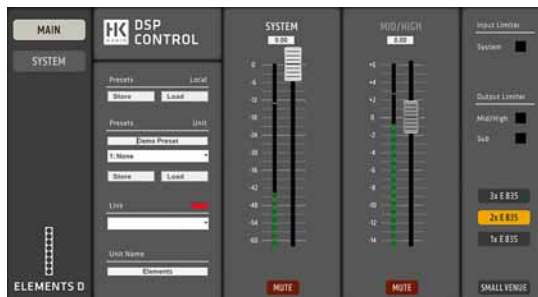 MAIN
SYSTEM
ELEMENTS D
HK
AUDIO
DSP
CONTROL
Presets Local
Store Load
Presets Unit
Demo Preset
1: None
Store Load
Link
Unit Name
Elements
SYSTEM
0.00
0
-6
-12
-18
-24
-30
-36
-42
-48
-54
-60
MUTE
MID/HIGH
0.00
+6
+4
+2
0
-2
-4
-6
-8
-10
-12
-14
MUTE
Input Limiter
System
Output Limiter
Mid/High
Sub
3x E 835
2x E 835
1x E 835
SMALL VENUE